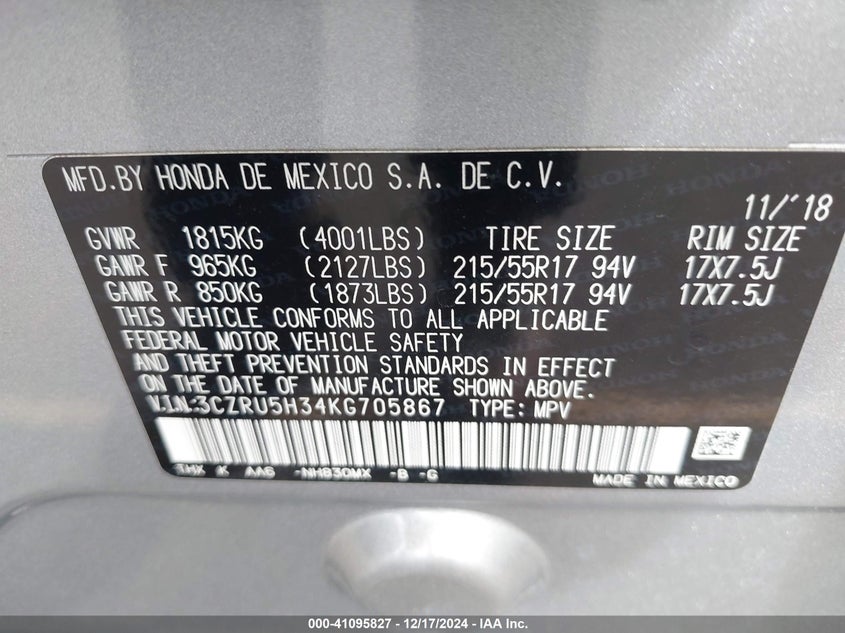 MFD.BY HONDA DE MEXICO S.A. DE C.V.
11/'18
GVWR 1815KG (4001LBS) TIRE SIZE RIM SIZE
GAWR F 965KG (2127LBS) 215/55R17 94V 17X7.5J
GAWR R 850KG (1873LBS) 215/55R17 94V 17X7.5J
THIS VEHICLE CONFORMS TO ALL APPLICABLE
FEDERAL MOTOR VEHICLE SAFETY
AND THEFT PREVENTION STANDARDS IN EFFECT
ON THE DATE OF MANUFACTURE SHOWN ABOVE.
V.I.N:3CZRU5H34KG705867 TYPE: MPV
K AAG -NH830MX -B -G
MADE IN MEXICO
000-41095827 - 12/17/2024 - IAA, Inc.